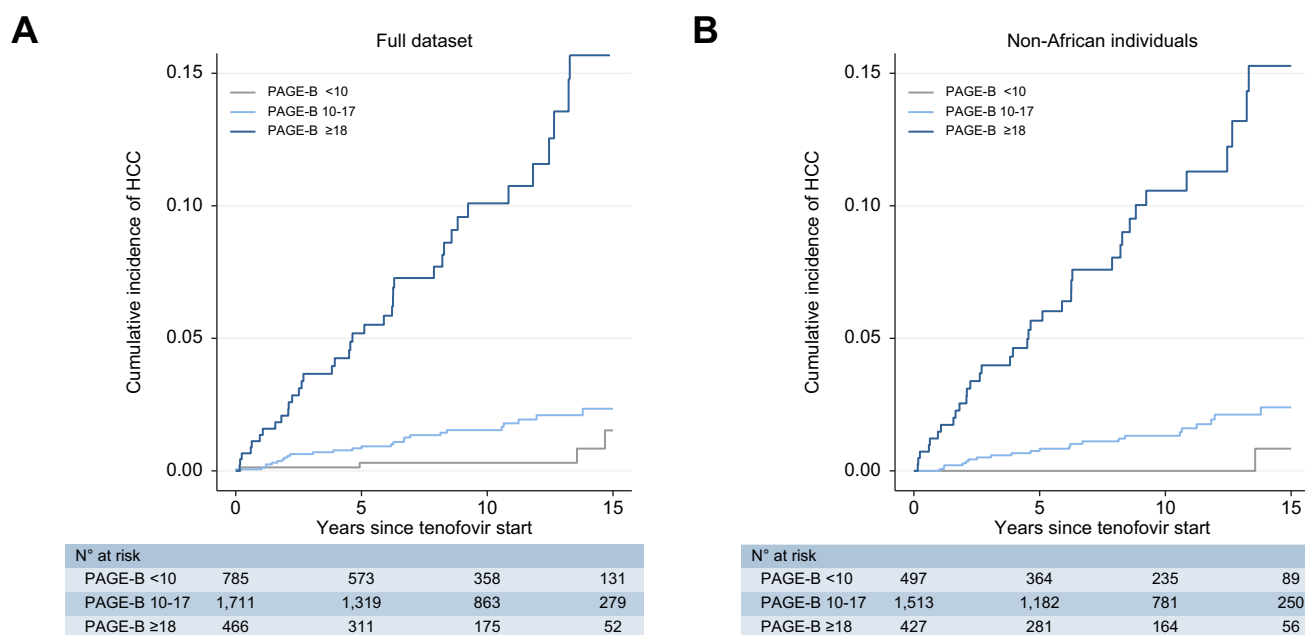 A
Full dataset
Cumulative incidence of HCC
0.15
0.10
0.05
0.00
PAGE-B <10
PAGE-B 10-17
PAGE-B ≥18
0 5 10 15
Years since tenofovir start
N° at risk
PAGE-B <10 785 573 358 131
PAGE-B 10-17 1,711 1,319 863 279
PAGE-B ≥18 466 311 175 52
B
Non-African individuals
Cumulative incidence of HCC
0.15
0.10
0.05
0.00
PAGE-B <10
PAGE-B 10-17
PAGE-B ≥18
0 5 10 15
Years since tenofovir start
N° at risk
PAGE-B <10 497 364 235 89
PAGE-B 10-17 1,513 1,182 781 250
PAGE-B ≥18 427 281 164 56